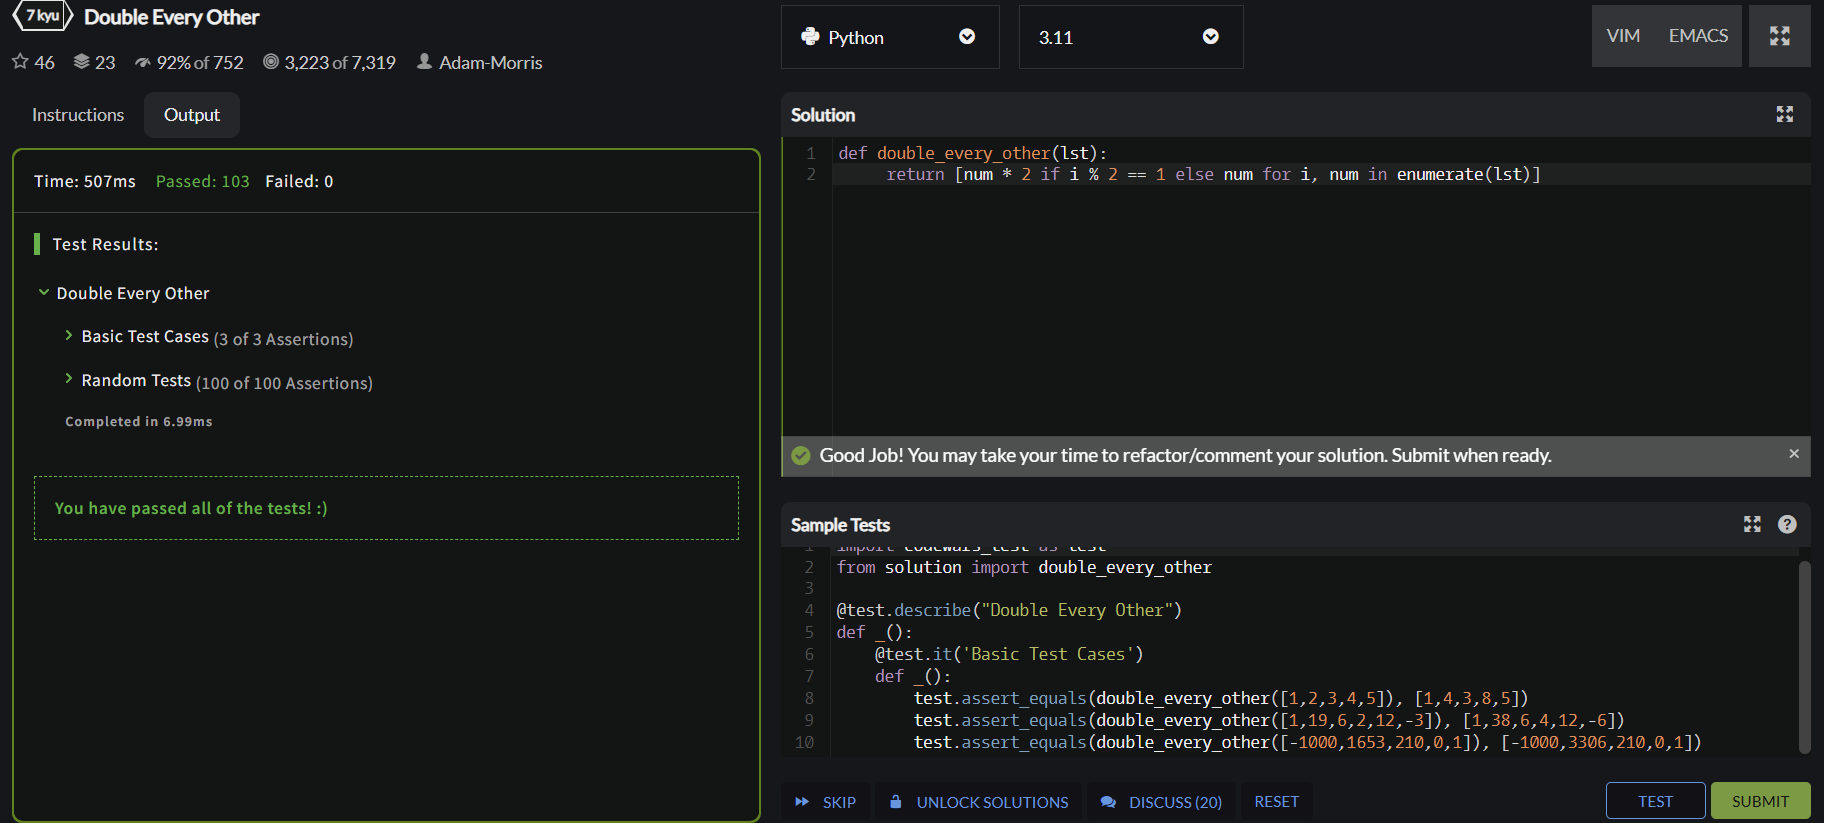 7 kyu Double Every Other
46 23 92% of 752 3,223 of 7,319 Adam-Morris
Python 3.11 VIM EMACS
Instructions Output
Time: 507ms Passed: 103 Failed: 0
Test Results:
Double Every Other
Basic Test Cases (3 of 3 Assertions)
Random Tests (100 of 100 Assertions)
Completed in 6.99ms
You have passed all of the tests! :)
Solution
1 def double_every_other(lst):
2 return [num * 2 if i % 2 == 1 else num for i, num in enumerate(lst)]
Good Job! You may take your time to refactor/comment your solution. Submit when ready. ×
Sample Tests ?
1 import codewars_test as test
2 from solution import double_every_other
3
4 @test.describe("Double Every Other")
5 def _():
6 @test.it('Basic Test Cases')
7 def _():
8 test.assert_equals(double_every_other([1,2,3,4,5]), [1,4,3,8,5])
9 test.assert_equals(double_every_other([1,19,6,2,12,-3]), [1,38,6,4,12,-6])
10 test.assert_equals(double_every_other([-1000,1653,210,0,1]), [-1000,3306,210,0,1])
SKIP UNLOCK SOLUTIONS DISCUSS (20) RESET TEST SUBMIT